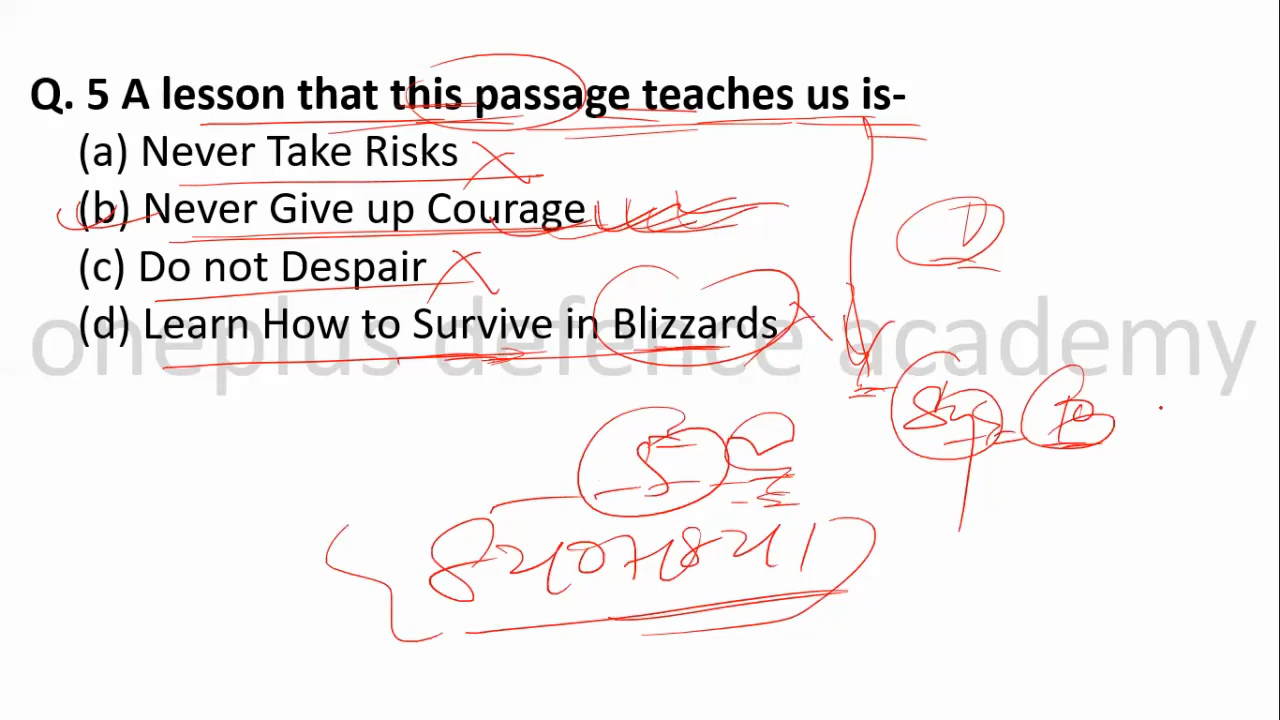 Q. 5 A lesson that this passage teaches us is-
(a) Never Take Risks
(b) Never Give up Courage
(c) Do not Despair
(d) Learn How to Survive in Blizzards
oneplus defence academy
5